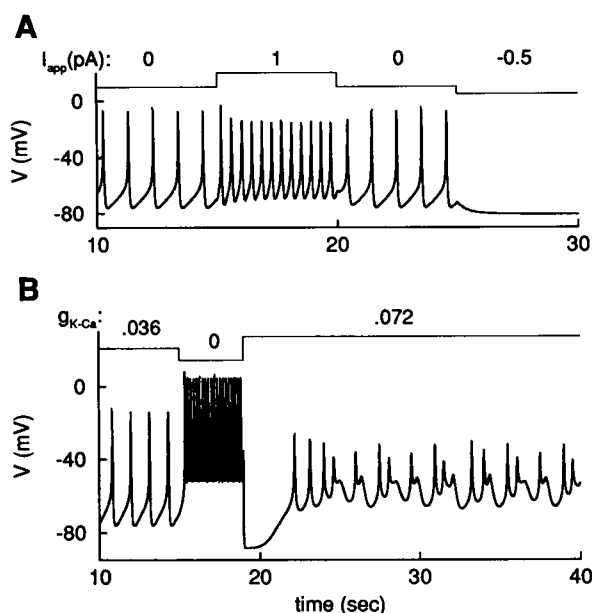 A
I_app(pA): 0 1 0 -0.5
0
-40
-80
V (mV)
10 20 30
B
g_K-Ca:
.036 0 .072
0
-40
-80
V (mV)
10 20 30 40
time (sec)